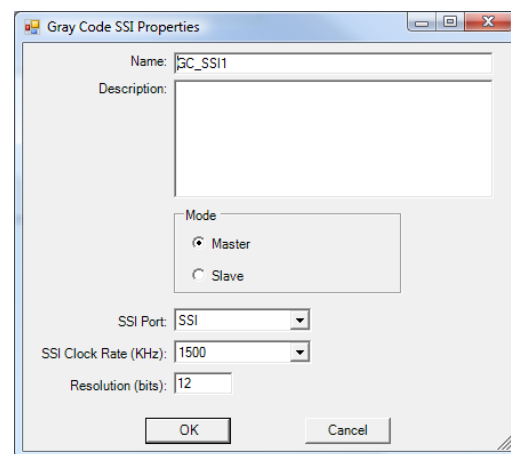 Gray Code SSI Properties
Name: GC_SSI1
Description:
Mode
Master
Slave
SSI Port: SSI
SSI Clock Rate (KHz): 1500
Resolution (bits): 12
OK Cancel